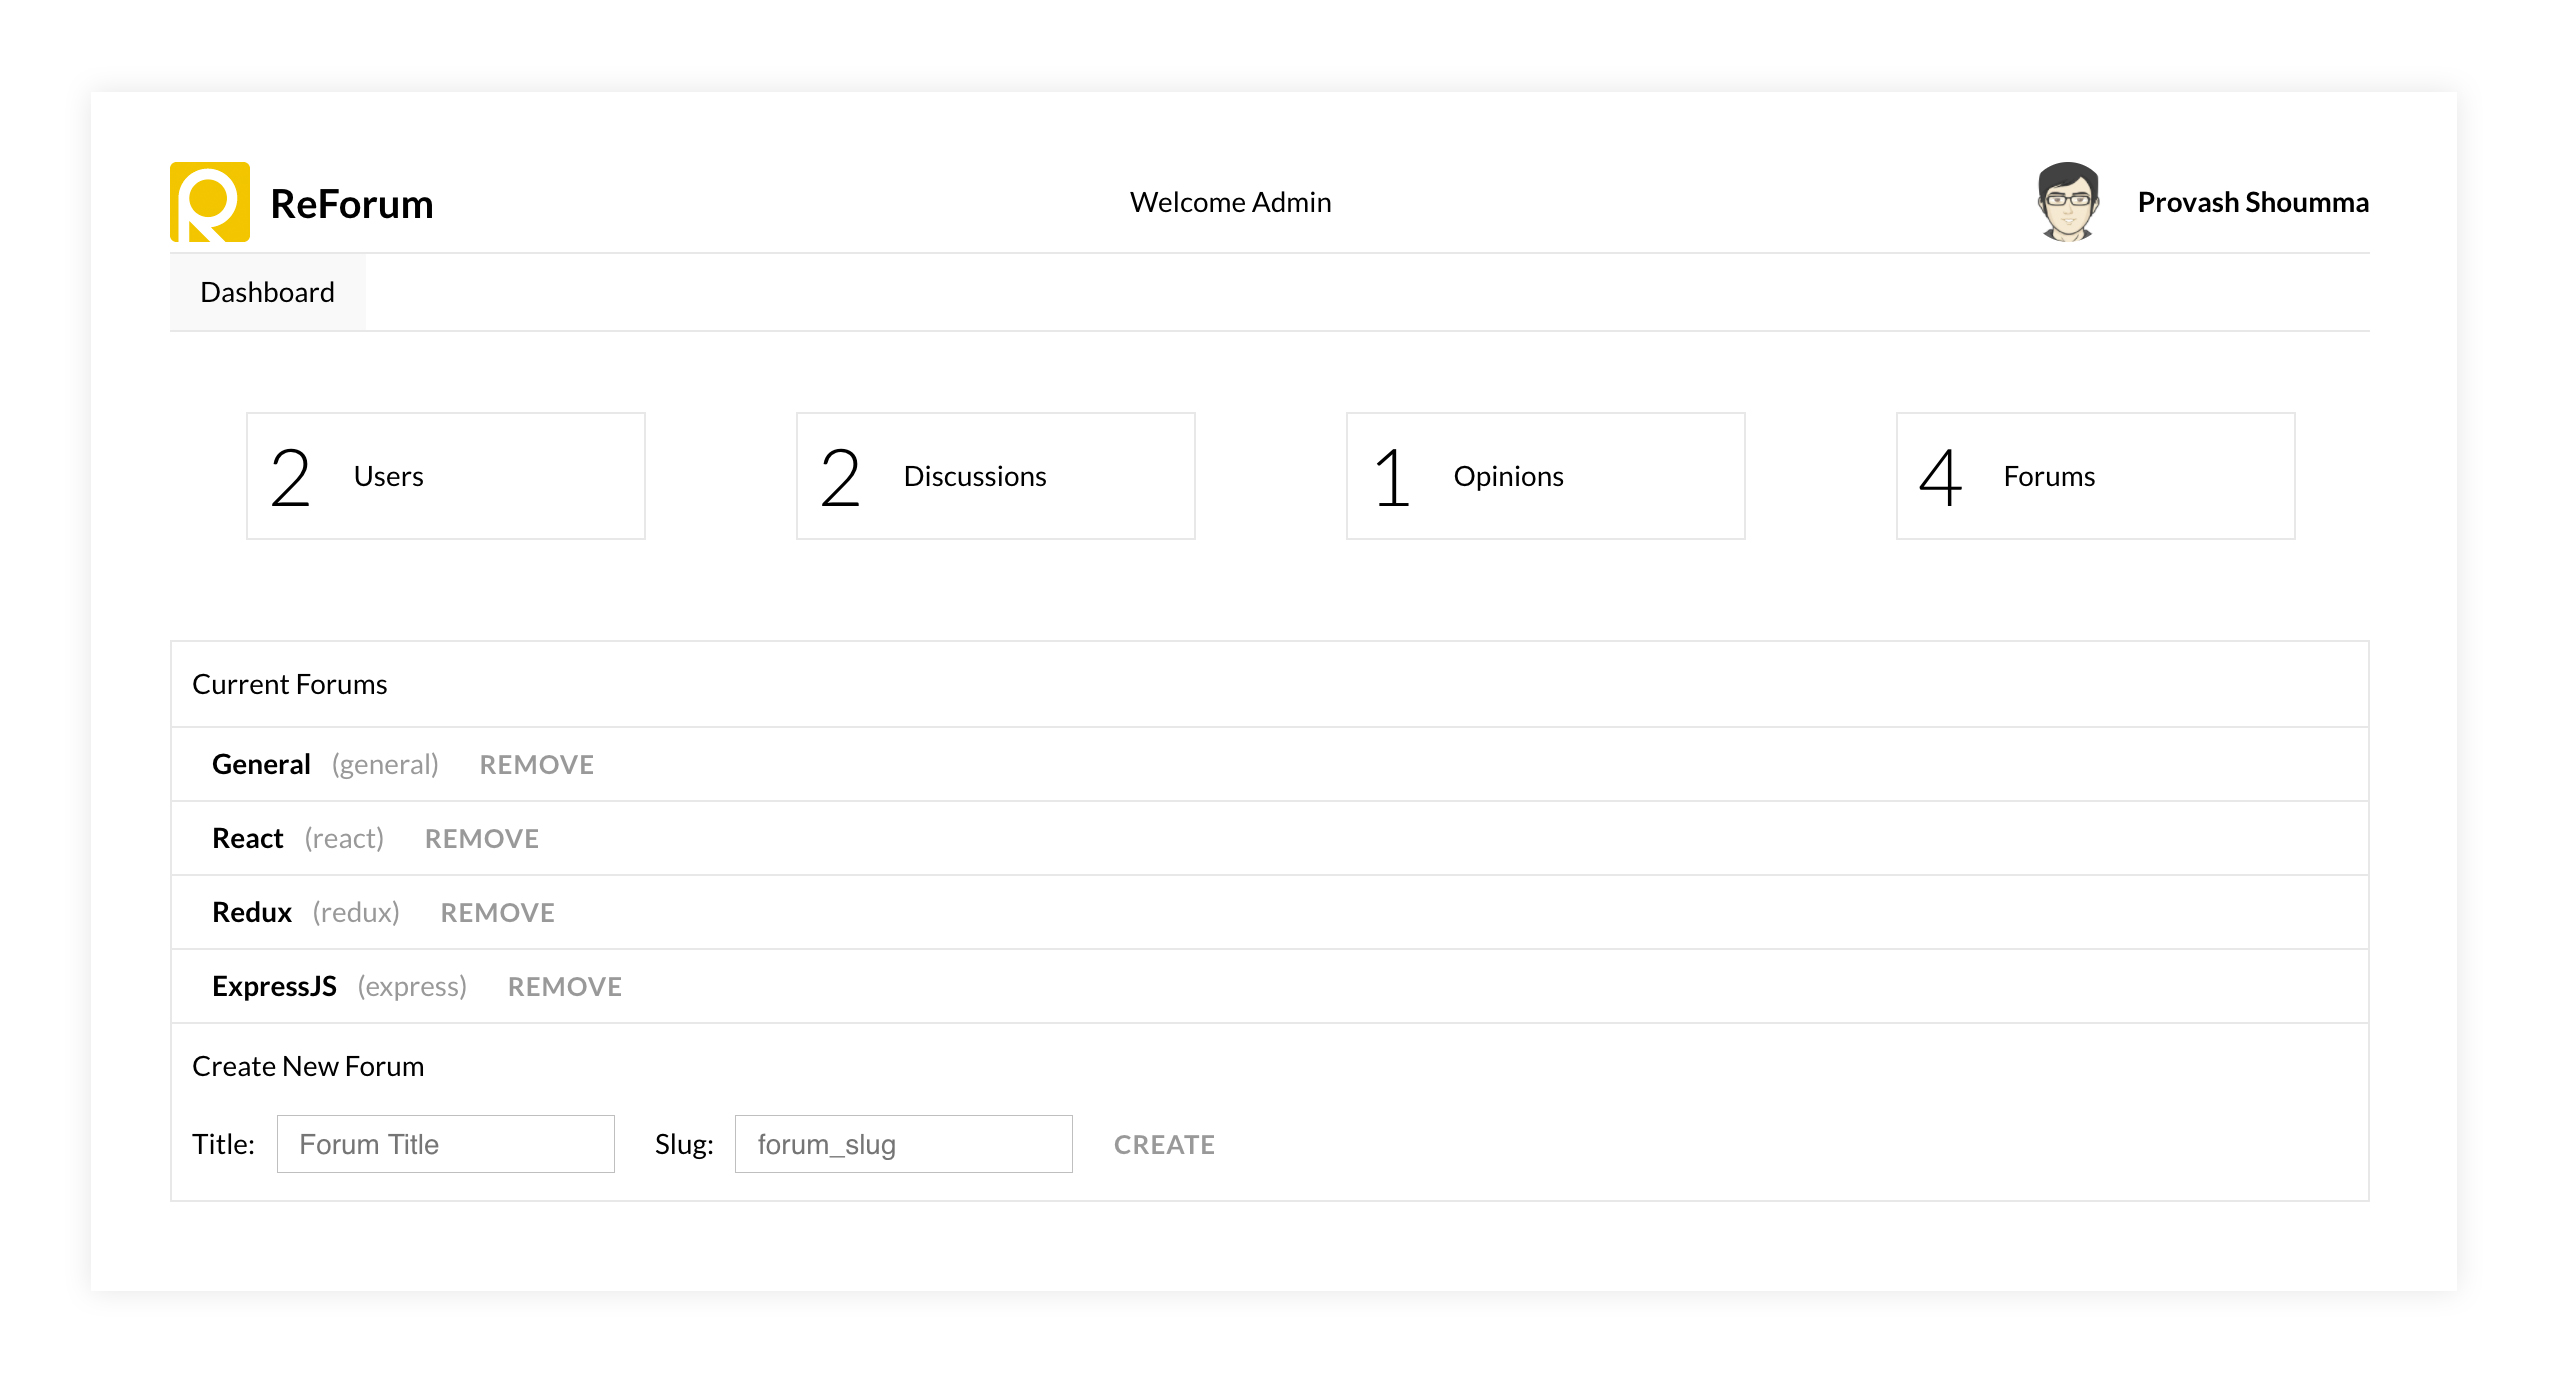 ReForum
Welcome Admin
Provash Shoumma
Dashboard
2 Users
2 Discussions
1 Opinions
4 Forums
Current Forums
General (general) REMOVE
React (react) REMOVE
Redux (redux) REMOVE
ExpressJS (express) REMOVE
Create New Forum
Title: Forum Title Slug: forum_slug CREATE